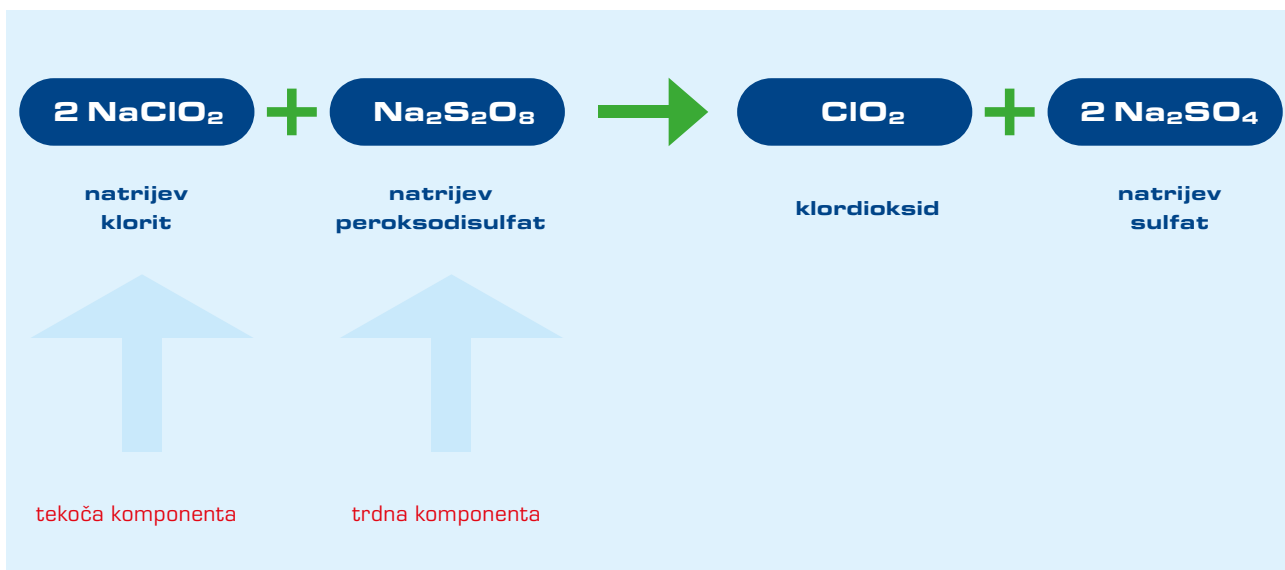 2 NaClO₂ + Na₂S₂O₈ → ClO₂ + 2 Na₂SO₄
natrijev klorit
natrijev peroksodisulfat
klordioksid
natrijev sulfat
tekoča komponenta
trdna komponenta